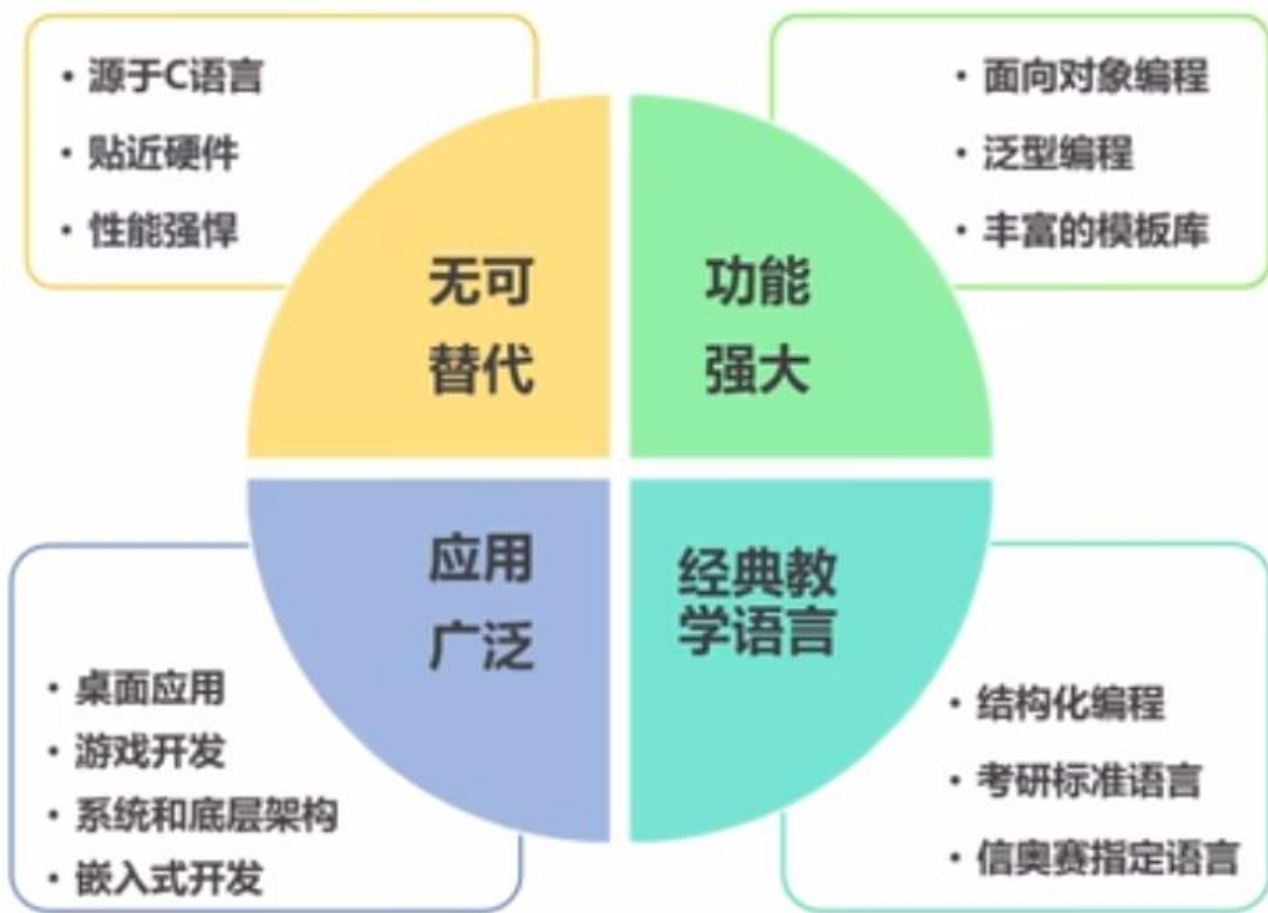 • 源于C语言
• 贴近硬件
• 性能强悍
• 面向对象编程
• 泛型编程
• 丰富的模板库
无可
替代
功能
强大
应用
广泛
经典教
学语言
• 桌面应用
• 游戏开发
• 系统和底层架构
• 嵌入式开发
• 结构化编程
• 考研标准语言
• 信奥赛指定语言